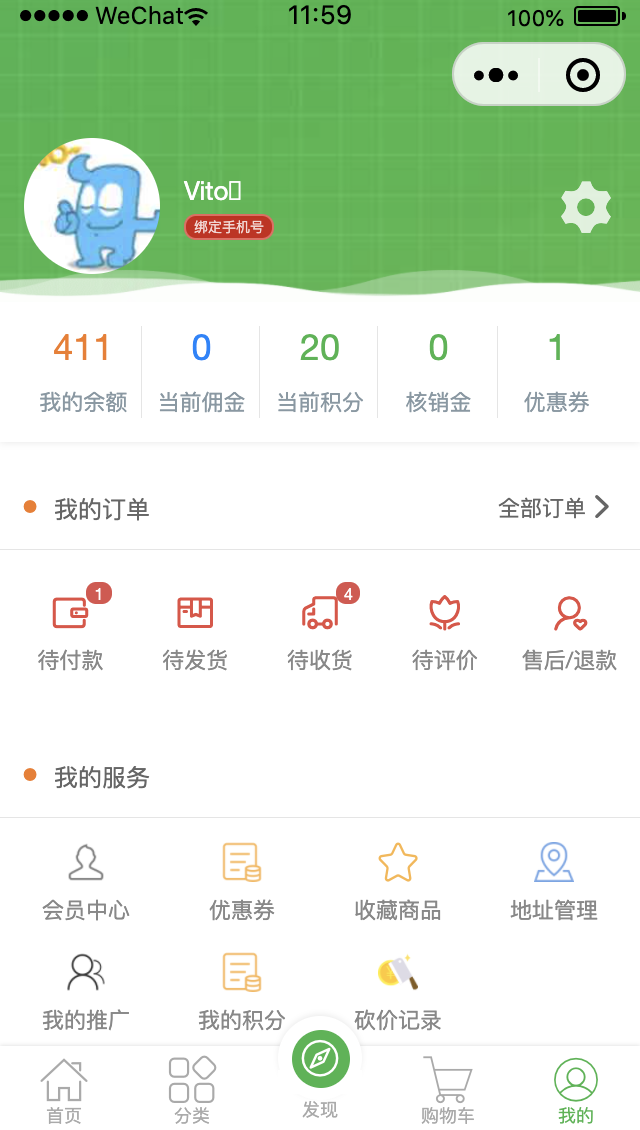 WeChat 11:59 100%
Vito
绑定手机号
411 0 20 0 1
我的余额 当前佣金 当前积分 核销金 优惠券
我的订单 全部订单
1 4
待付款 待发货 待收货 待评价 售后/退款
我的服务
会员中心 优惠券 收藏商品 地址管理
我的推广 我的积分 砍价记录
首页 分类 发现 购物车 我的